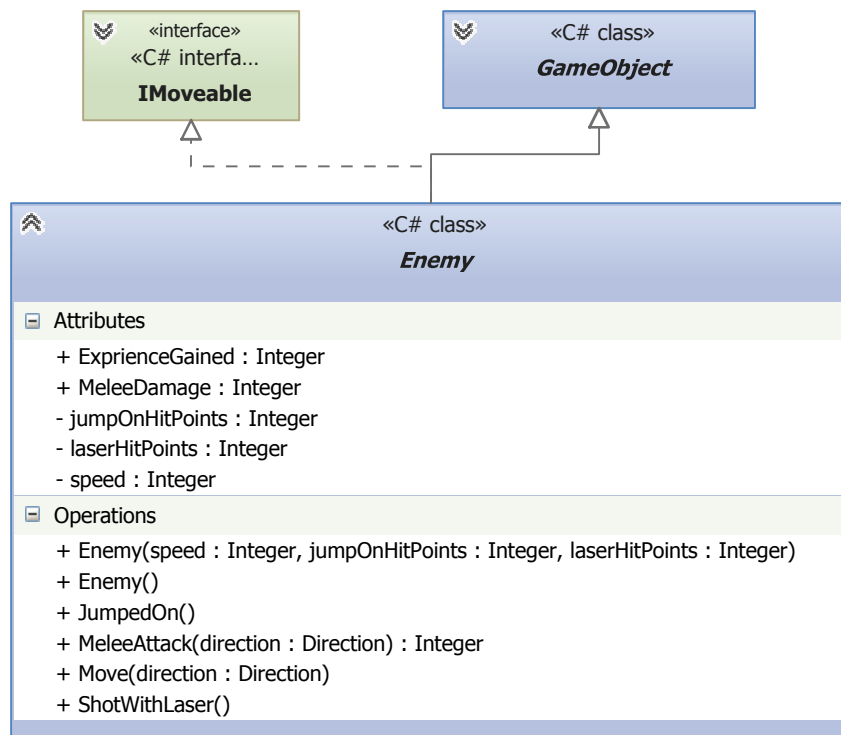 «interface»
«C# interfa...
IMoveable
«C# class»
GameObject
«C# class»
Enemy
Attributes
+ ExprienceGained : Integer
+ MeleeDamage : Integer
- jumpOnHitPoints : Integer
- laserHitPoints : Integer
- speed : Integer
Operations
+ Enemy(speed : Integer, jumpOnHitPoints : Integer, laserHitPoints : Integer)
+ Enemy()
+ JumpedOn()
+ MeleeAttack(direction : Direction) : Integer
+ Move(direction : Direction)
+ ShotWithLaser()